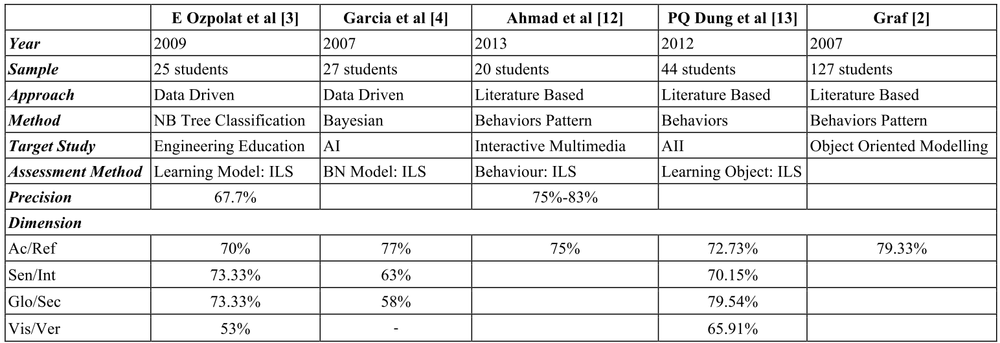 E Ozpolat et al [3] Garcia et al [4] Ahmad et al [12] PQ Dung et al [13] Graf [2]
Year 2009 2007 2013 2012 2007
Sample 25 students 27 students 20 students 44 students 127 students
Approach Data Driven Data Driven Literature Based Literature Based Literature Based
Method NB Tree Classification Bayesian Behaviors Pattern Behaviors Behaviors Pattern
Target Study Engineering Education AI Interactive Multimedia AII Object Oriented Modelling
Assessment Method Learning Model: ILS BN Model: ILS Behaviour: ILS Learning Object: ILS
Precision 67.7% 75%-83%
Dimension
Ac/Ref 70% 77% 75% 72.73% 79.33%
Sen/Int 73.33% 63% 70.15%
Glo/Sec 73.33% 58% 79.54%
Vis/Ver 53% - 65.91%